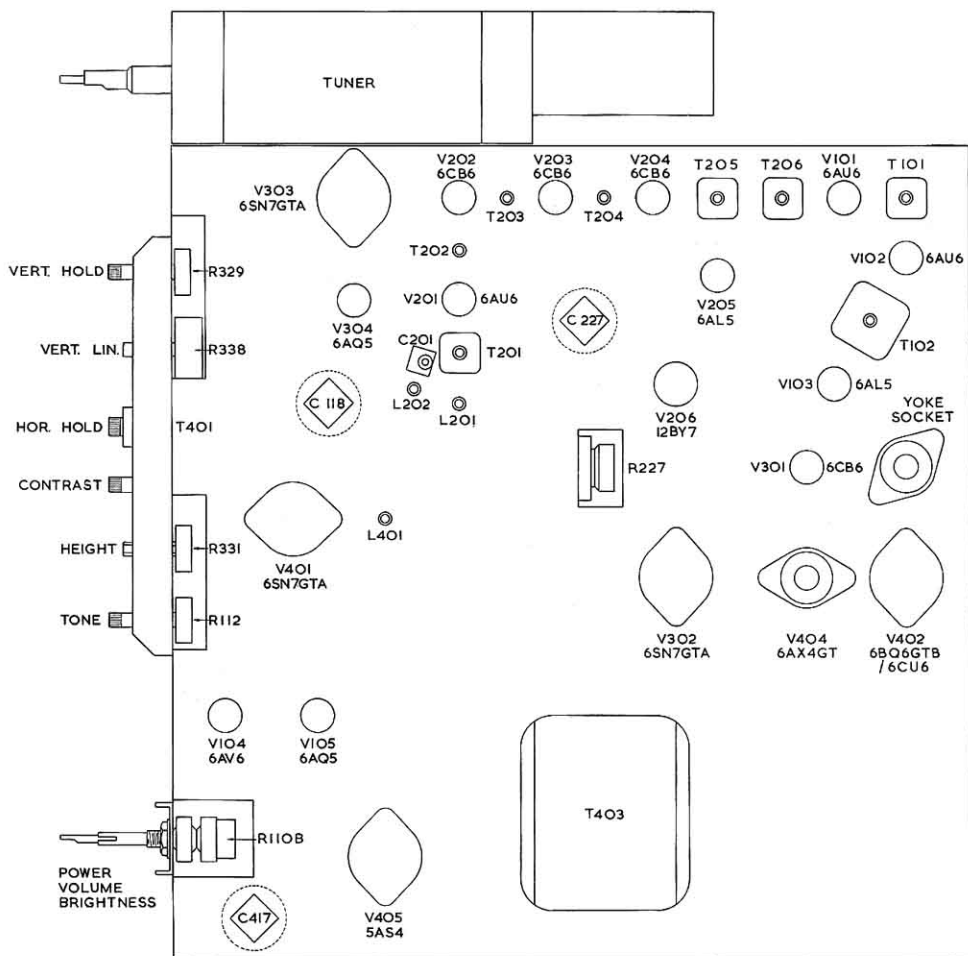 TUNER
V202
6CB6
V203
6CB6
V204
6CB6
T205
T206
V101
6AU6
T101
V303
6SN7GTA
T203
T204
T202
V102
6AU6
VERT. HOLD
R329
V201
6AU6
V205
6AL5
C 227
V304
6AQ5
C201
T201
T102
VERT. LIN.
R338
L202
L201
C 118
V103
6AL5
V206
12BY7
YOKE
SOCKET
HOR. HOLD
T401
R227
V301
6CB6
CONTRAST
L401
HEIGHT
R331
V401
6SN7GTA
TONE
R112
V302
6SN7GTA
V404
6AX4GT
V402
6BQ6GTB
/6CU6
V104
6AV6
V105
6AQ5
T403
R110B
POWER
VOLUME
BRIGHTNESS
C417
V405
5AS4